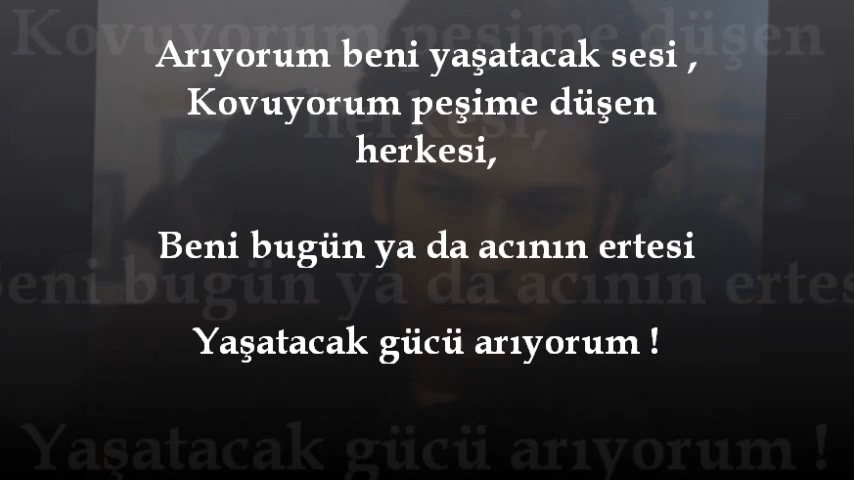 Arıyorum beni yaşatacak sesi ,
Kovuyorum peşime düşen
herkesi,
Beni bugün ya da acının ertesi
Yaşatacak gücü arıyorum !